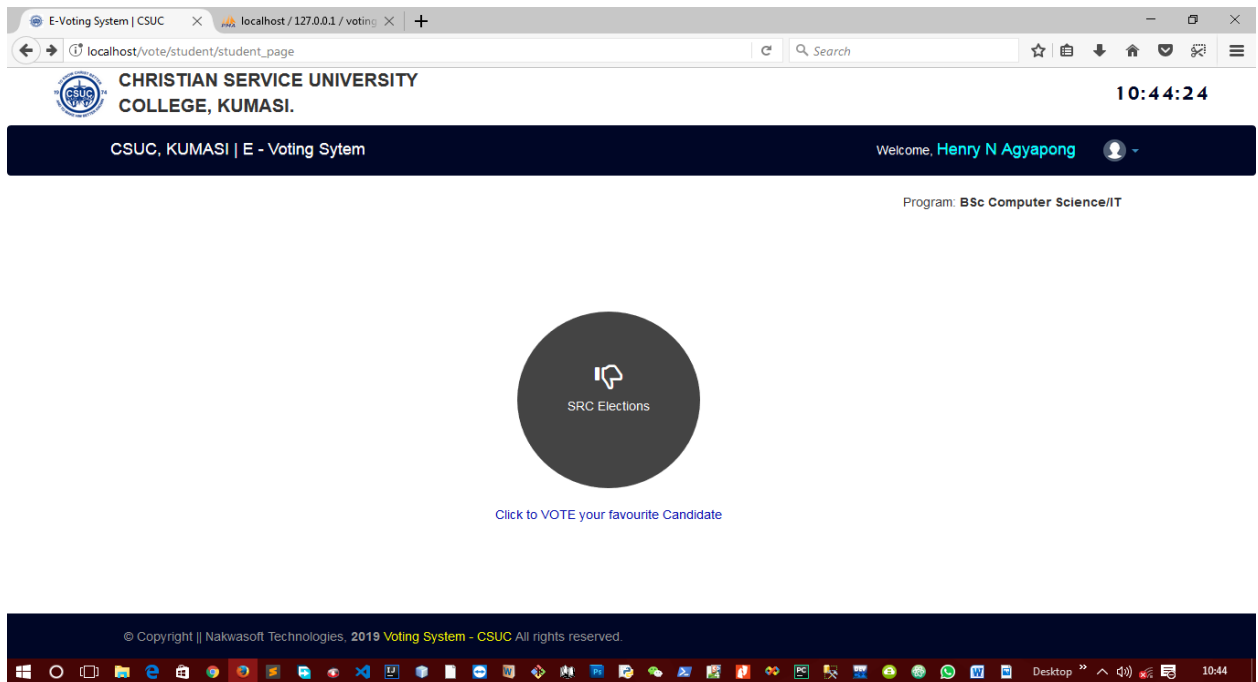 E-Voting System | CSUC
localhost / 127.0.0.1 / voting
localhost/vote/student/student_page
Search
CSUC
CHRISTIAN SERVICE UNIVERSITY
COLLEGE, KUMASI.
10:44:24
CSUC, KUMASI | E - Voting Sytem
Welcome, Henry N Agyapong
Program: BSc Computer Science/IT
SRC Elections
Click to VOTE your favourite Candidate
© Copyright || Nakwasoft Technologies, 2019 Voting System - CSUC All rights reserved.
Desktop
10:44